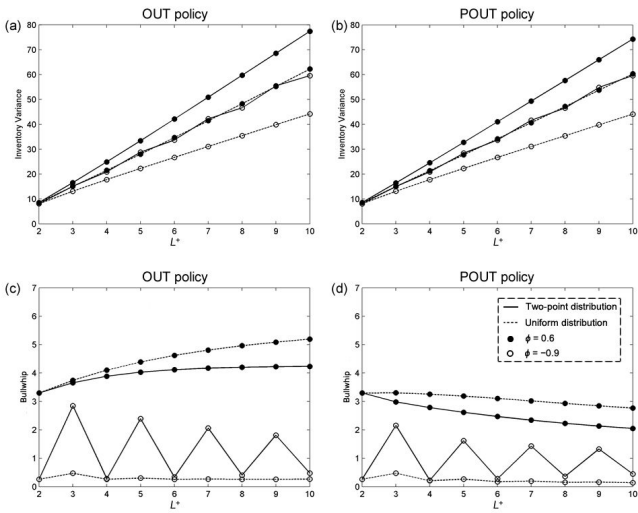 OUT policy
POUT policy
(a)
80
70
60
50
40
30
20
10
0
Inventory Variance
2 3 4 5 6 7 8 9 10
L+
(b)
80
70
60
50
40
30
20
10
0
Inventory Variance
2 3 4 5 6 7 8 9 10
L+
OUT policy
POUT policy
(c)
7
6
5
4
3
2
1
0
Bullwhip
2 3 4 5 6 7 8 9 10
L+
(d)
7
6
5
4
3
2
1
0
Bullwhip
Two-point distribution
Uniform distribution
ϕ = 0.6
ϕ = −0.9
2 3 4 5 6 7 8 9 10
L+